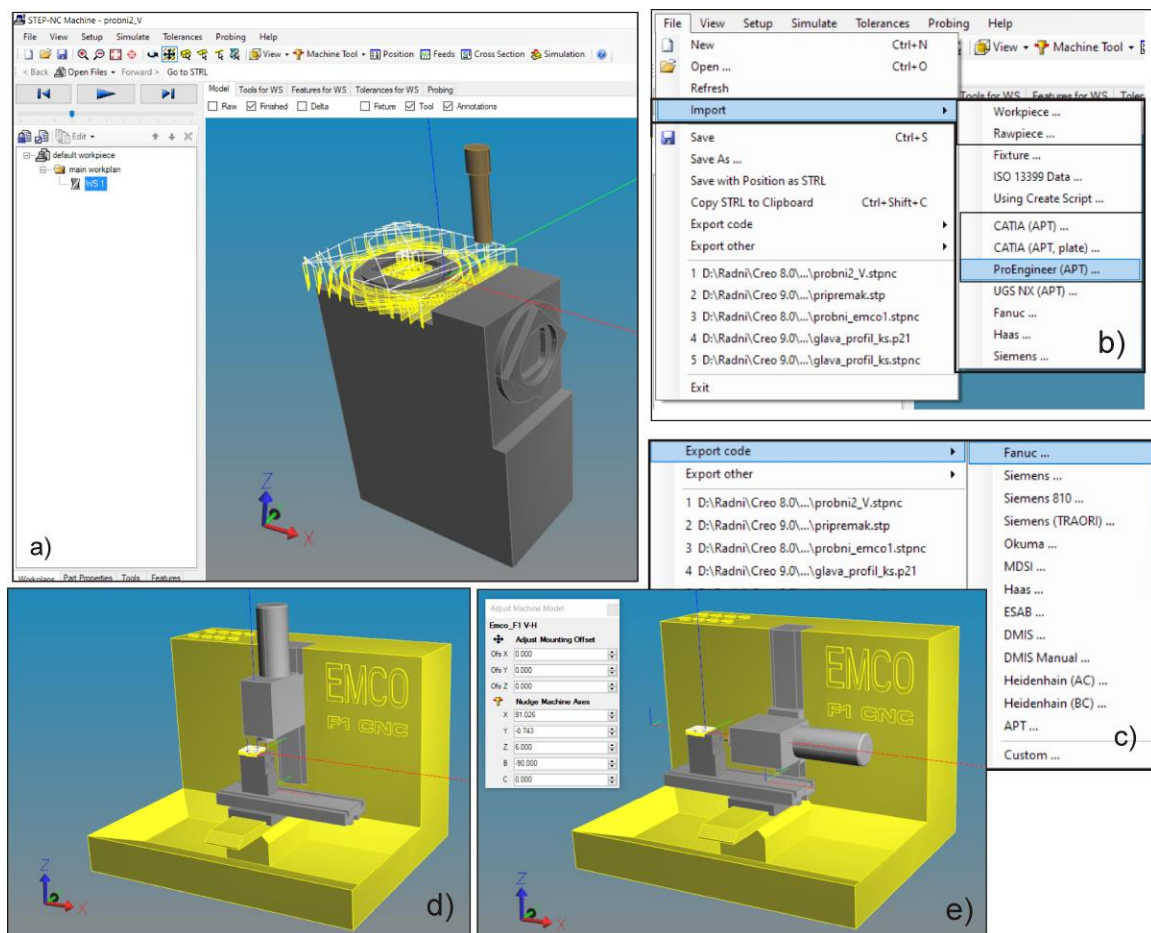 STEP-NC Machine - probni2_V
File View Setup Simulate Tolerances Probing Help
View Machine Tool Position Feeds Cross Section Simulation
< Back Open Files Forward > Go to STRL
Model Tools for WS Features for WS Tolerances for WS Probing
Raw Finished Delta Fixture Tool Annotations
Edit
default workpiece
main workplan
WS 1
Z
X
a)
Workplans Part Properties Tools Features
File View Setup Simulate Tolerances Probing Help
New Ctrl+N
View Machine Tool
Open ... Ctrl+O
Refresh
Tools for WS Features for WS Toler
Import
Save Ctrl+S
Save As ...
Save with Position as STRL
Copy STRL to Clipboard Ctrl+Shift+C
Export code
Export other
1 D:\Radni\Creo 8.0\...\probni2_V.stpnc
2 D:\Radni\Creo 9.0\...\pripremak.stp
3 D:\Radni\Creo 8.0\...\probni_emco1.stpnc
4 D:\Radni\Creo 9.0\...\glava_profil_ks.p21
5 D:\Radni\Creo 9.0\...\glava_profil_ks.stpnc
Exit
Workpiece ...
Rawpiece ...
Fixture ...
ISO 13399 Data ...
Using Create Script ...
CATIA (APT) ...
CATIA (APT, plate) ...
ProEngineer (APT) ...
UGS NX (APT) ...
Fanuc ...
Haas ...
Siemens ...
b)
Export code
Export other
1 D:\Radni\Creo 8.0\...\probni2_V.stpnc
2 D:\Radni\Creo 9.0\...\pripremak.stp
3 D:\Radni\Creo 8.0\...\probni_emco1.stpnc
4 D:\Radni\Creo 9.0\...\glava_profil_ks.p21
Fanuc ...
Siemens ...
Siemens 810 ...
Siemens (TRAORI) ...
Okuma ...
MDSI ...
Haas ...
ESAB ...
DMIS ...
DMIS Manual ...
Heidenhain (AC) ...
Heidenhain (BC) ...
APT ...
Custom ...
c)
EMCO
F1 CNC
Z
X
d)
Adjust Machine Model
Emco_F1 V-H
Adjust Mounting Offset
Ofs X 0.000
Ofs Y 0.000
Ofs Z 0.000
Nudge Machine Axes
X 91.026
Y -0.743
Z 6.000
B -90.000
C 0.000
EMCO
F1 CNC
Z
X
e)